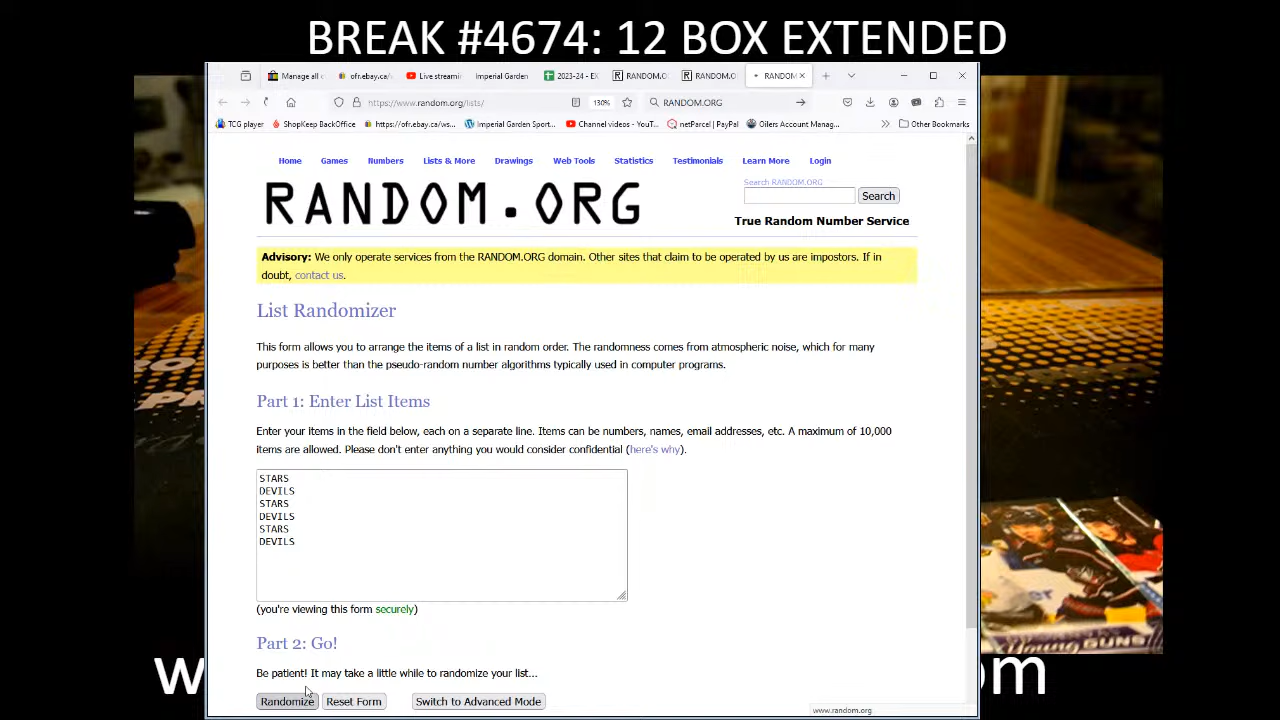 BREAK #4674: 12 BOX EXTENDED
Manage all o
ofr.ebay.ca/
Live streami
Imperial Garden
2023-24 - EX
RANDOM.O
RANDOM.O
RANDOM
https://www.random.org/lists/
130%
RANDOM.ORG
TCG player
ShopKeep BackOffice
https://ofr.ebay.ca/ws...
Imperial Garden Sport...
Channel videos - YouT...
netParcel | PayPal
Oilers Account Manag...
Other Bookmarks
Home Games Numbers Lists & More Drawings Web Tools Statistics Testimonials Learn More Login
RANDOM.ORG
Search RANDOM.ORG
Search
True Random Number Service
Advisory: We only operate services from the RANDOM.ORG domain. Other sites that claim to be operated by us are impostors. If in
doubt, contact us.
List Randomizer
This form allows you to arrange the items of a list in random order. The randomness comes from atmospheric noise, which for many
purposes is better than the pseudo-random number algorithms typically used in computer programs.
Part 1: Enter List Items
Enter your items in the field below, each on a separate line. Items can be numbers, names, email addresses, etc. A maximum of 10,000
items are allowed. Please don't enter anything you would consider confidential (here's why).
STARS
DEVILS
STARS
DEVILS
STARS
DEVILS
(you're viewing this form securely)
Part 2: Go!
Be patient! It may take a little while to randomize your list...
Randomize Reset Form Switch to Advanced Mode
www.random.org
Young GUNS